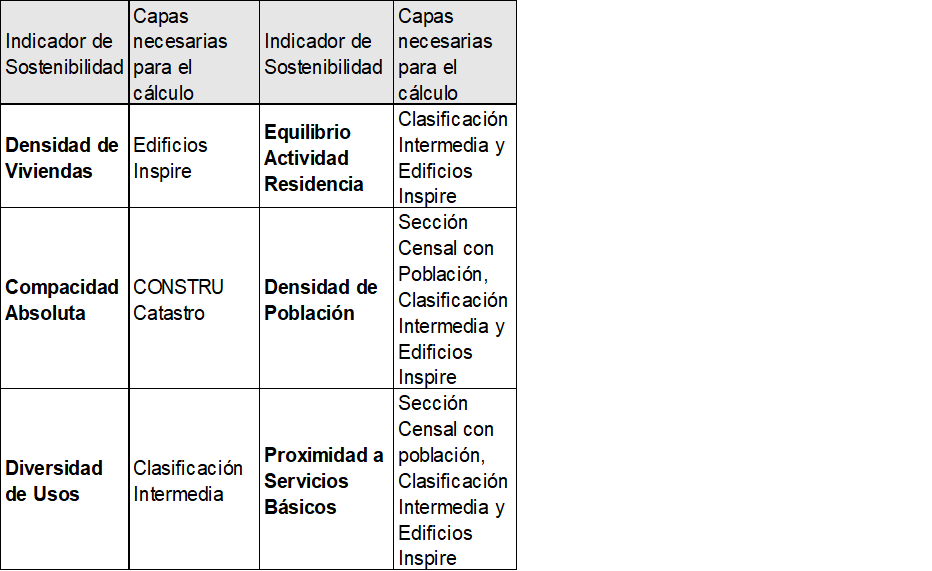 Indicador de
Sostenibilidad
Capas
necesarias
para el
cálculo
Indicador de
Sostenibilidad
Capas
necesarias
para el
cálculo
Densidad de
Viviendas
Edificios
Inspire
Equilibrio
Actividad
Residencia
Clasificación
Intermedia y
Edificios
Inspire
Compacidad
Absoluta
CONSTRU
Catastro
Densidad de
Población
Sección
Censal con
Población,
Clasificación
Intermedia y
Edificios
Inspire
Diversidad
de Usos
Clasificación
Intermedia
Proximidad a
Servicios
Básicos
Sección
Censal con
población,
Clasificación
Intermedia y
Edificios
Inspire